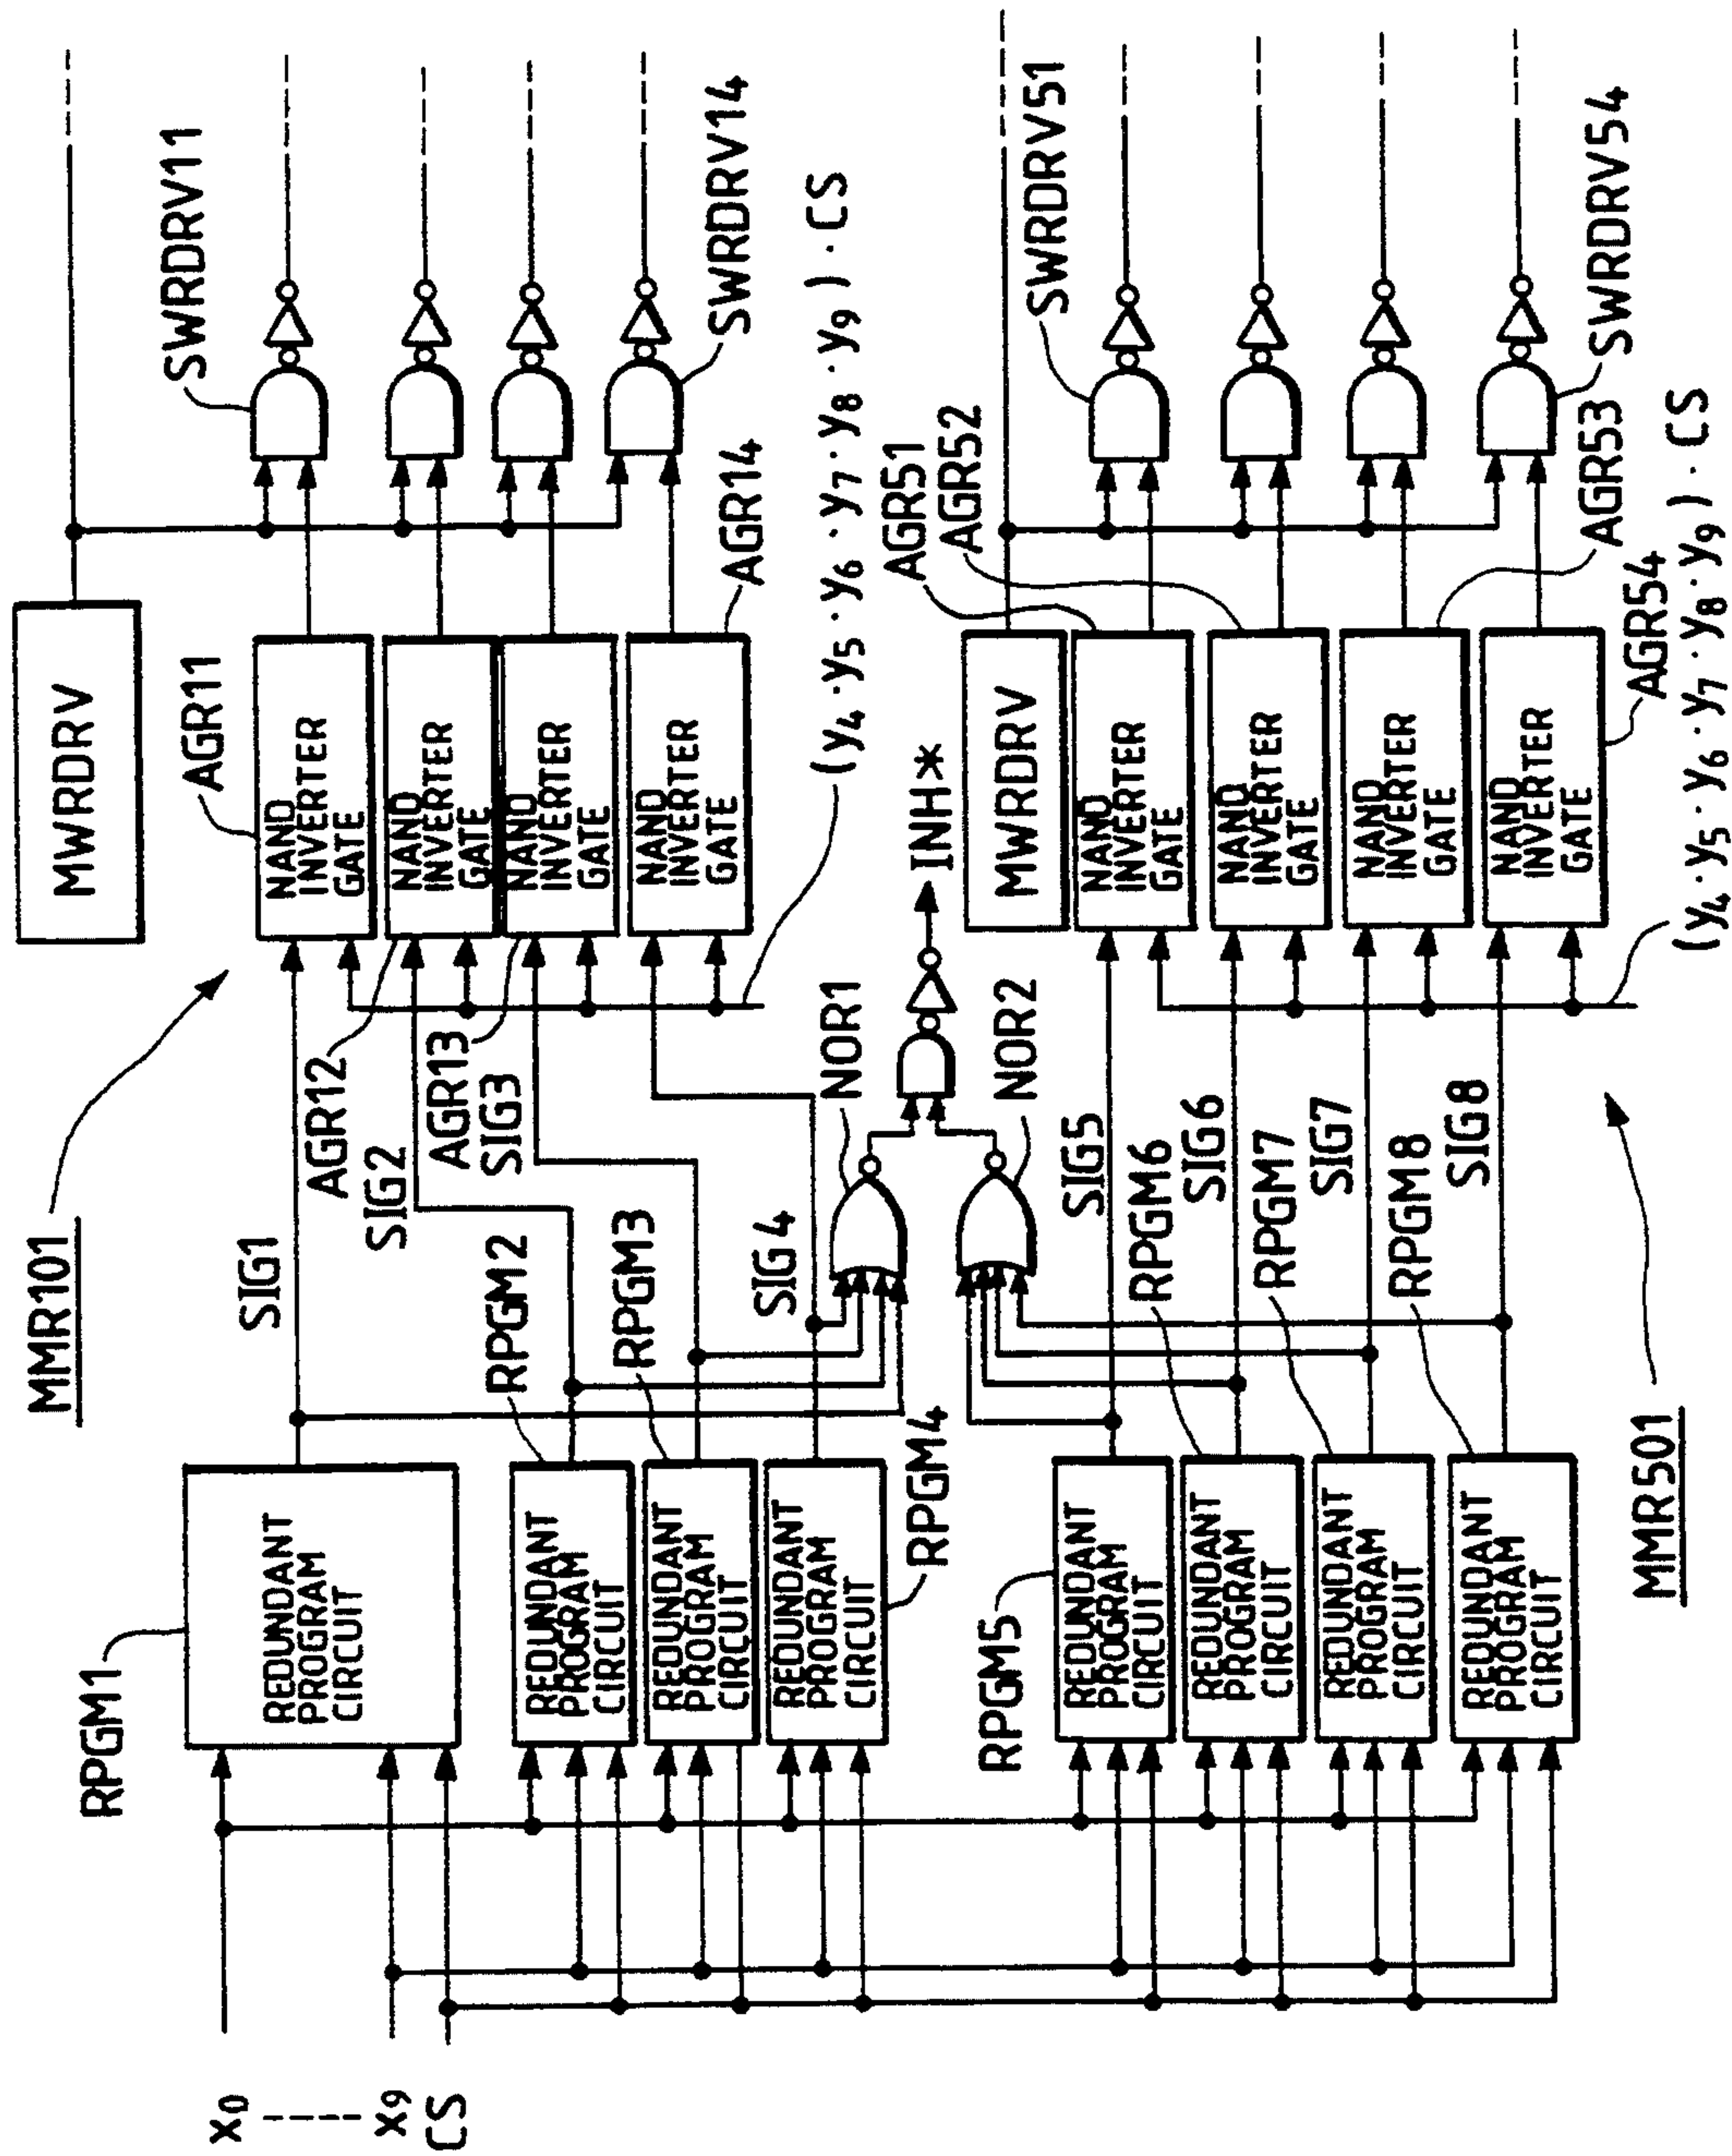 MMR101
MWRDRV
RPGM1
REDUNDANT
PROGRAM
CIRCUIT
SIG1
AGR11
NAND
INVERTER
GATE
SWRDRV11
RPGM2
REDUNDANT
PROGRAM
CIRCUIT
SIG2
AGR12
NAND
INVERTER
GATE
RPGM3
REDUNDANT
PROGRAM
CIRCUIT
SIG3
AGR13
NAND
INVERTER
GATE
RPGM4
REDUNDANT
PROGRAM
CIRCUIT
SIG4
AGR14
NAND
INVERTER
GATE
SWRDRV14
(y4 · y5 · y6 · y7 · y8 · y9) · CS
X0 ----- X9
CS
NOR1
NOR2
INH*
MWRDRV
RPGM5
REDUNDANT
PROGRAM
CIRCUIT
SIG5
AGR51
NAND
INVERTER
GATE
SWRDRV51
RPGM6
REDUNDANT
PROGRAM
CIRCUIT
SIG6
AGR52
NAND
INVERTER
GATE
RPGM7
REDUNDANT
PROGRAM
CIRCUIT
SIG7
AGR53
NAND
INVERTER
GATE
RPGM8
REDUNDANT
PROGRAM
CIRCUIT
SIG8
AGR54
NAND
INVERTER
GATE
SWRDRV54
(y4 · y5 · y6 · y7 · y8 · y9) · CS
MMR501